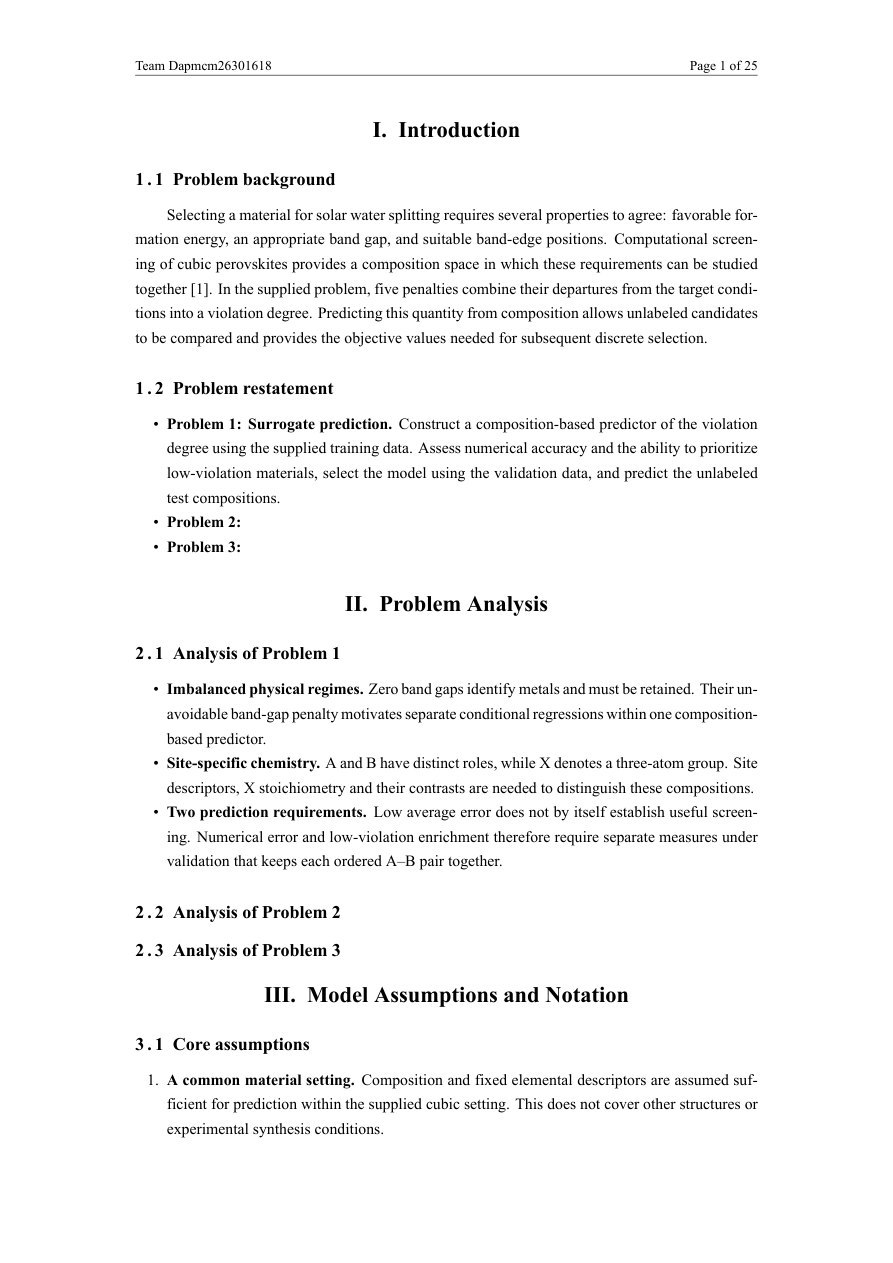 Team Dapmcm26301618 Page 1 of 25
I. Introduction
1.1 Problem background
Selecting a material for solar water splitting requires several properties to agree: favorable for-
mation energy, an appropriate band gap, and suitable band-edge positions. Computational screen-
ing of cubic perovskites provides a composition space in which these requirements can be studied
together [1]. In the supplied problem, five penalties combine their departures from the target condi-
tions into a violation degree. Predicting this quantity from composition allows unlabeled candidates
to be compared and provides the objective values needed for subsequent discrete selection.
1.2 Problem restatement
• Problem 1: Surrogate prediction. Construct a composition-based predictor of the violation
degree using the supplied training data. Assess numerical accuracy and the ability to prioritize
low-violation materials, select the model using the validation data, and predict the unlabeled
test compositions.
• Problem 2:
• Problem 3:
II. Problem Analysis
2.1 Analysis of Problem 1
• Imbalanced physical regimes. Zero band gaps identify metals and must be retained. Their un-
avoidable band-gap penalty motivates separate conditional regressions within one composition-
based predictor.
• Site-specific chemistry. A and B have distinct roles, while X denotes a three-atom group. Site
descriptors, X stoichiometry and their contrasts are needed to distinguish these compositions.
• Two prediction requirements. Low average error does not by itself establish useful screen-
ing. Numerical error and low-violation enrichment therefore require separate measures under
validation that keeps each ordered A–B pair together.
2.2 Analysis of Problem 2
2.3 Analysis of Problem 3
III. Model Assumptions and Notation
3.1 Core assumptions
1. A common material setting. Composition and fixed elemental descriptors are assumed suf-
ficient for prediction within the supplied cubic setting. This does not cover other structures or
experimental synthesis conditions.